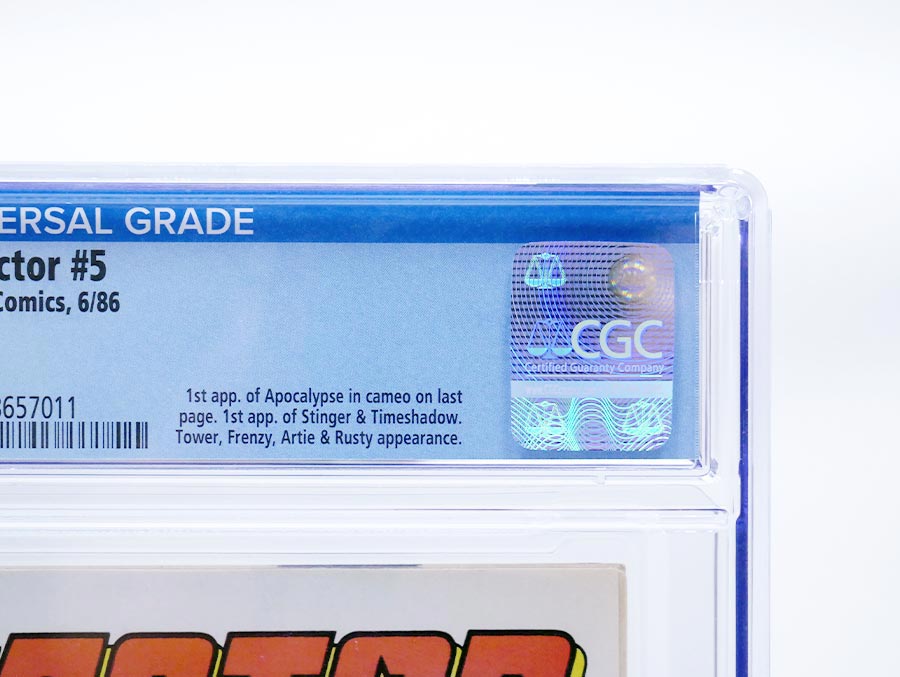 ERSAL GRADE
ctor #5
Comics, 6/86
657011
1st app. of Apocalypse in cameo on last
page. 1st app. of Stinger & Timeshadow.
Tower, Frenzy, Artie & Rusty appearance.
CGC
Certified Guaranty Company
ACTOR